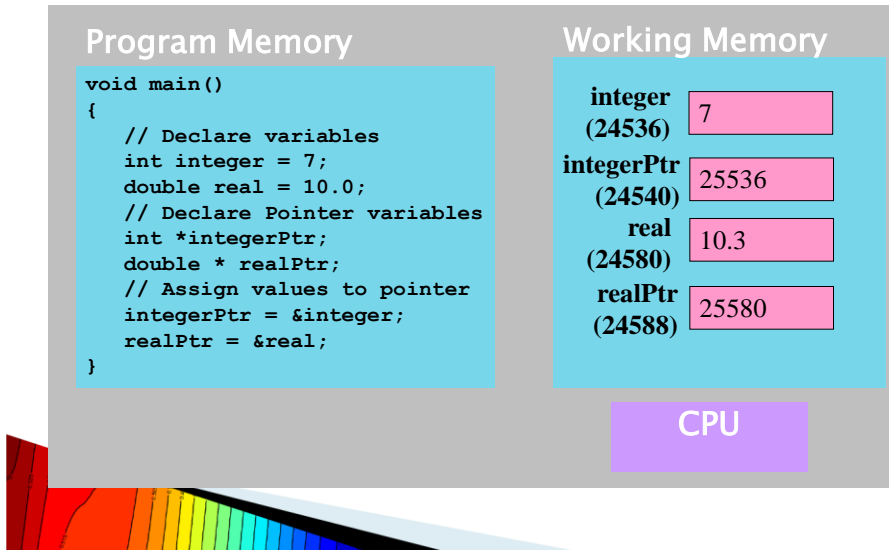 Program Memory
void main()
{
// Declare variables
int integer = 7;
double real = 10.0;
// Declare Pointer variables
int *integerPtr;
double * realPtr;
// Assign values to pointer
integerPtr = &integer;
realPtr = &real;
}
Working Memory
integer
(24536)
7
integerPtr
(24540)
25536
real
(24580)
10.3
realPtr
(24588)
25580
CPU